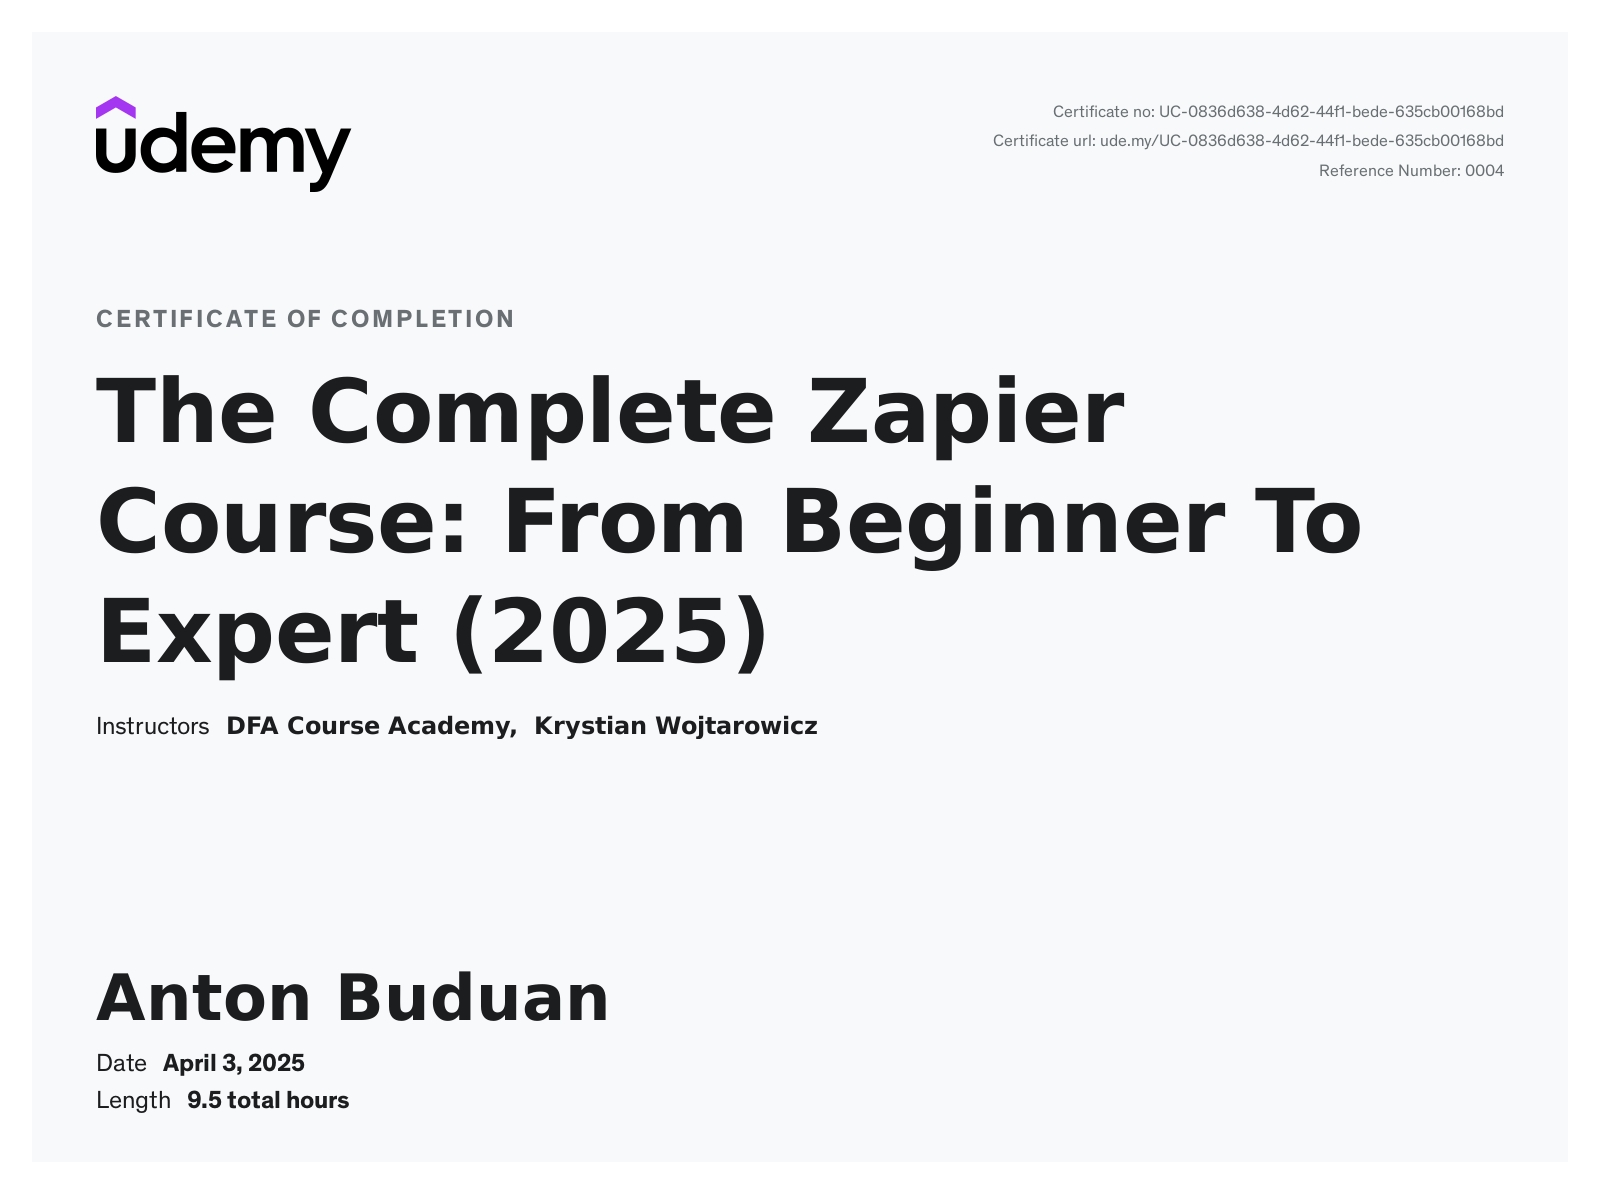 udemy
Certificate no: UC-0836d638-4d62-44f1-bede-635cb00168bd
Certificate url: ude.my/UC-0836d638-4d62-44f1-bede-635cb00168bd
Reference Number: 0004
CERTIFICATE OF COMPLETION
The Complete Zapier
Course: From Beginner To
Expert (2025)
Instructors DFA Course Academy, Krystian Wojtarowicz
Anton Buduan
Date April 3, 2025
Length 9.5 total hours